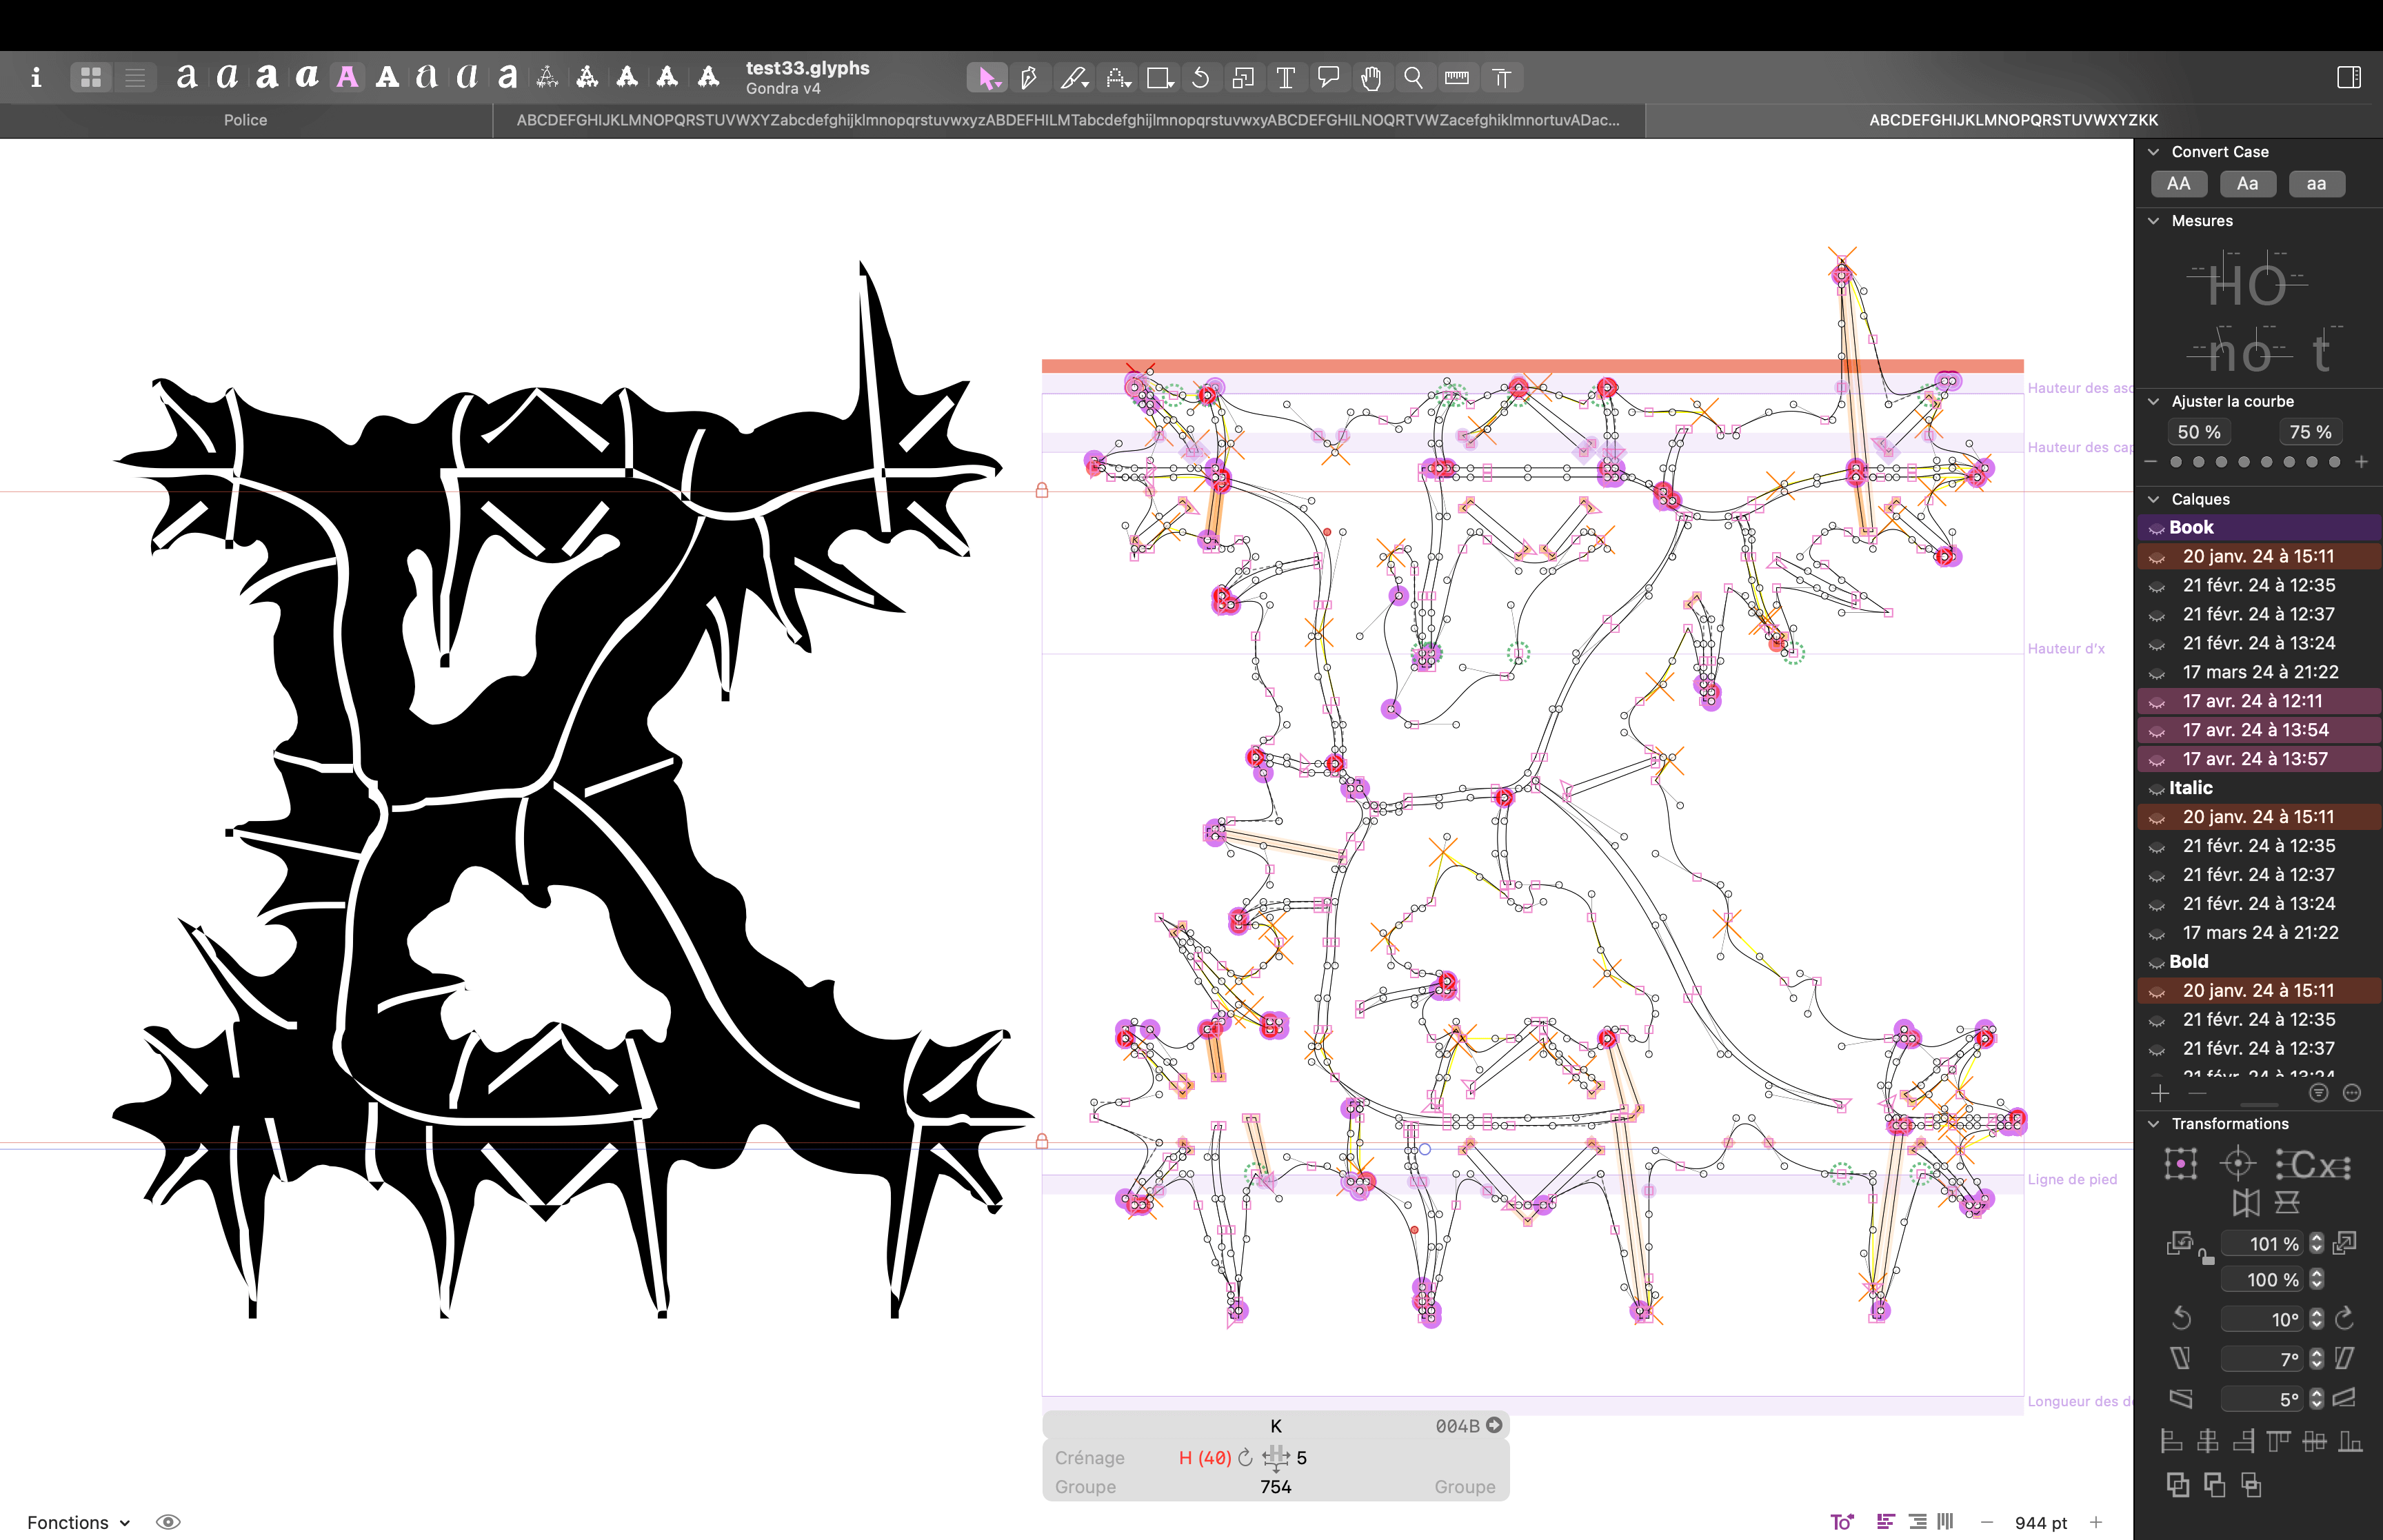 i a a a a A A a a a A A A A A test33.glyphs
Gondra v4
Police
ABCDEFGHIJKLMNOPQRSTUVWXYZabcdefghijklmnopqrstuvwxyzABDEFHILMTabcdefghijlmnopqrstuvwxyABCDEFGHILNOQRTVWZacefghiklmnortuvADac...
ABCDEFGHIJKLMNOPQRSTUVWXYZKK
Convert Case
AA Aa aa
Mesures
HO
no t
Ajuster la courbe
50 % 75 %
Calques
Book
20 janv. 24 à 15:11
21 févr. 24 à 12:35
21 févr. 24 à 12:37
21 févr. 24 à 13:24
17 mars 24 à 21:22
17 avr. 24 à 12:11
17 avr. 24 à 13:54
17 avr. 24 à 13:57
Italic
20 janv. 24 à 15:11
21 févr. 24 à 12:35
21 févr. 24 à 12:37
21 févr. 24 à 13:24
17 mars 24 à 21:22
Bold
20 janv. 24 à 15:11
21 févr. 24 à 12:35
21 févr. 24 à 12:37
Transformations
Cx
101 %
100 %
10°
7°
5°
Hauteur des asc
Hauteur des cap
Hauteur d'x
Ligne de pied
Longueur des de
K 004B
Crénage H (40) 5
Groupe 754 Groupe
Fonctions
To
944 pt